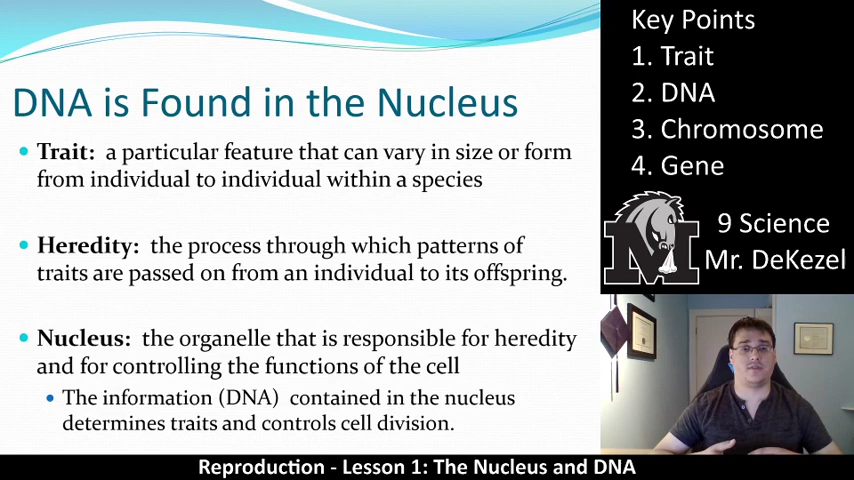 DNA is Found in the Nucleus
Trait: a particular feature that can vary in size or form
from individual to individual within a species
Heredity: the process through which patterns of
traits are passed on from an individual to its offspring.
Nucleus: the organelle that is responsible for heredity
and for controlling the functions of the cell
The information (DNA) contained in the nucleus
determines traits and controls cell division.
Key Points
1. Trait
2. DNA
3. Chromosome
4. Gene
M
9 Science
Mr. DeKezel
Reproduction - Lesson 1: The Nucleus and DNA